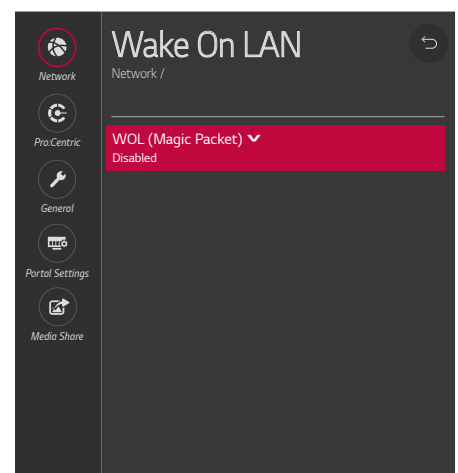 Wake On LAN
Network /
WOL (Magic Packet)
Disabled
Network
Pro:Centric
General
Portal Settings
Media Share